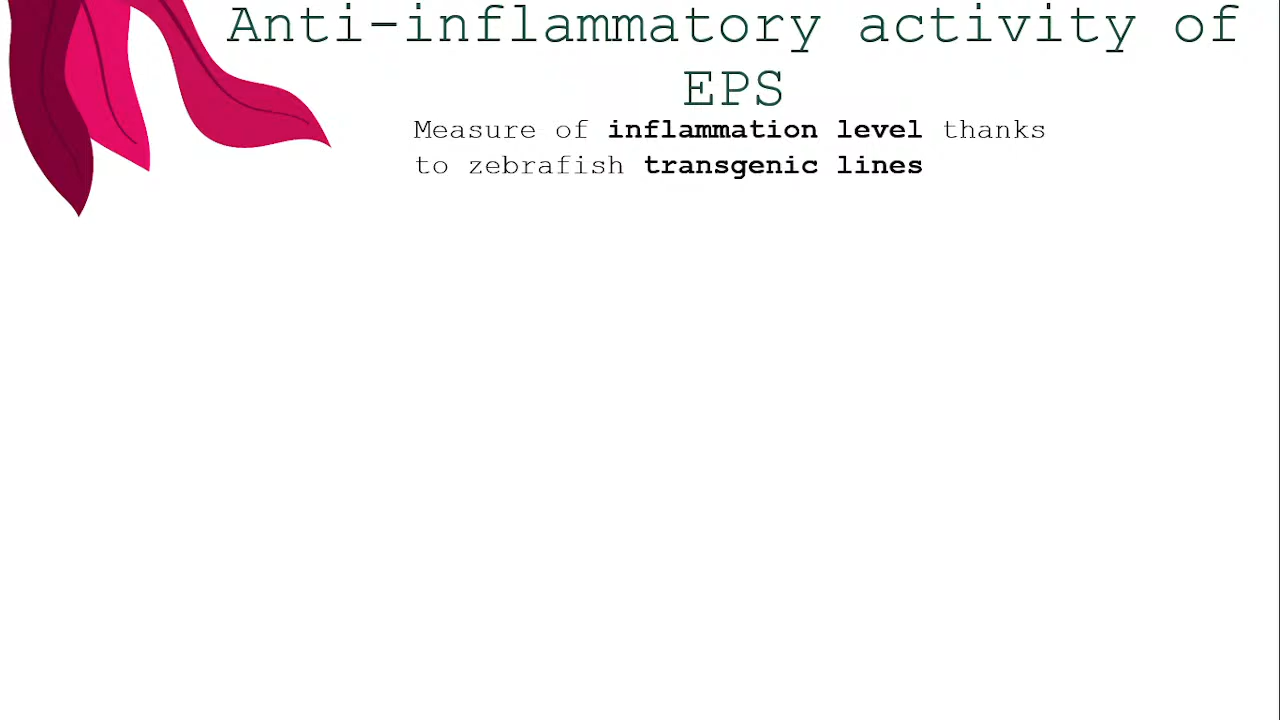 Anti-inflammatory activity of
EPS
Measure of inflammation level thanks
to zebrafish transgenic lines